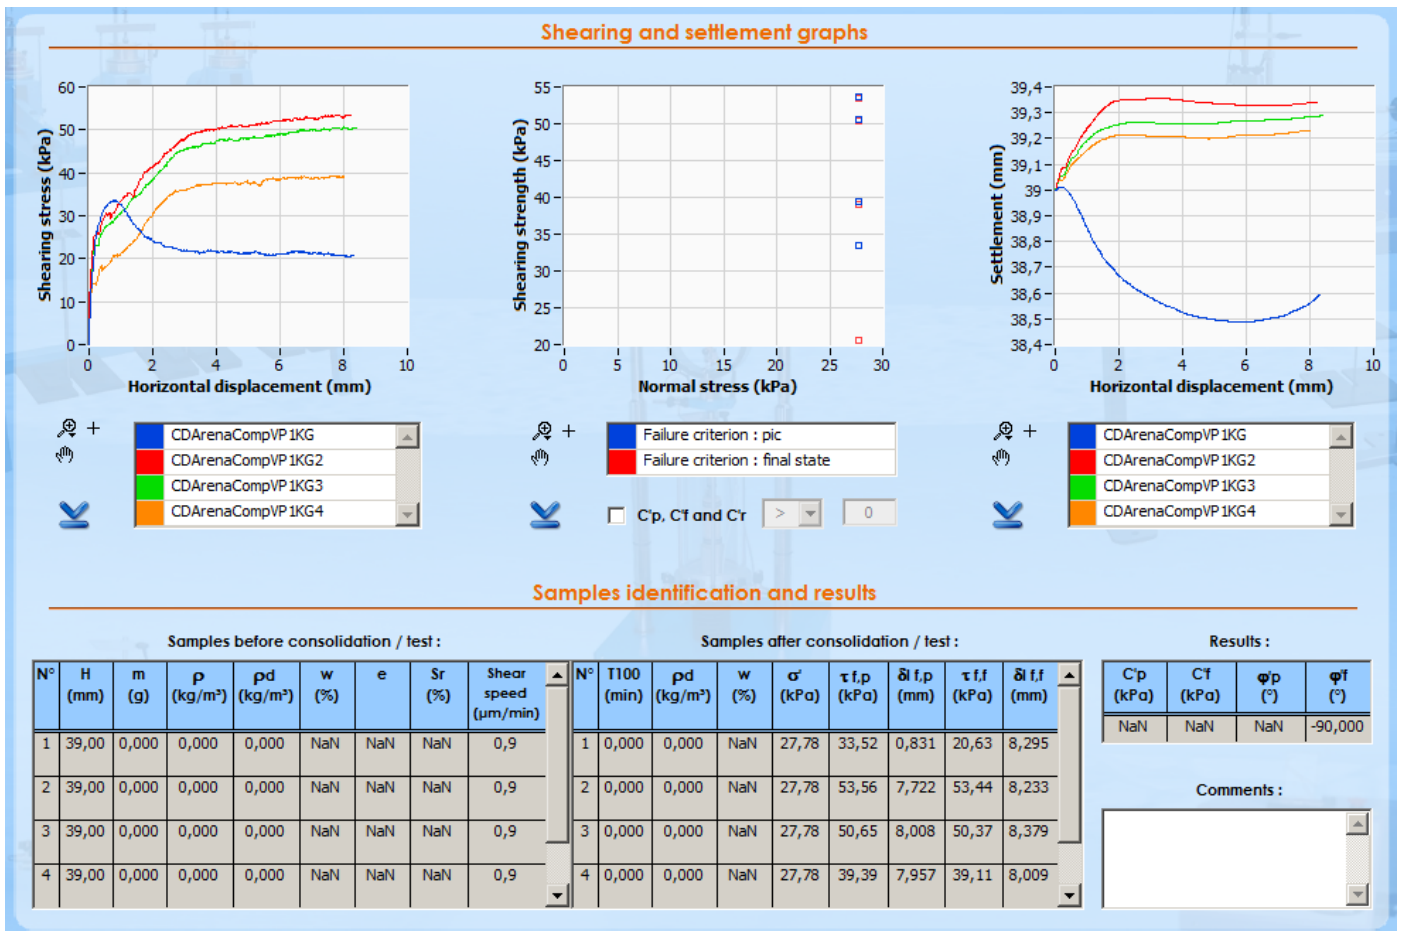 Shearing and settlement graphs
Shearing stress (kPa)
60
50
40
30
20
10
0
0 2 4 6 8 10
Horizontal displacement (mm)
Shearing strength (kPa)
55
50
45
40
35
30
25
20
0 5 10 15 20 25 30
Normal stress (kPa)
Settlement (mm)
39,4
39,3
39,2
39,1
39
38,9
38,8
38,7
38,6
38,5
38,4
0 2 4 6 8 10
Horizontal displacement (mm)
CDArenaCompVP1KG
CDArenaCompVP1KG2
CDArenaCompVP1KG3
CDArenaCompVP1KG4
Failure criterion : pic
Failure criterion : final state
C'p, C'f and C'r > 0
CDArenaCompVP1KG
CDArenaCompVP1KG2
CDArenaCompVP1KG3
CDArenaCompVP1KG4
Samples identification and results
Samples before consolidation / test :
N° H (mm) m (g) ρ (kg/m³) ρd (kg/m³) w (%) e Sr (%) Shear speed (µm/min)
1 39,00 0,000 0,000 0,000 NaN NaN NaN 0,9
2 39,00 0,000 0,000 0,000 NaN NaN NaN 0,9
3 39,00 0,000 0,000 0,000 NaN NaN NaN 0,9
4 39,00 0,000 0,000 0,000 NaN NaN NaN 0,9
Samples after consolidation / test :
N° T100 (min) ρd (kg/m³) w (%) σ' (kPa) τ f,p (kPa) δl f,p (mm) τ f,f (kPa) δl f,f (mm)
1 0,000 0,000 NaN 27,78 33,52 0,831 20,63 8,295
2 0,000 0,000 NaN 27,78 53,56 7,722 53,44 8,233
3 0,000 0,000 NaN 27,78 50,65 8,008 50,37 8,379
4 0,000 0,000 NaN 27,78 39,39 7,957 39,11 8,009
Results :
C'p (kPa) C'f (kPa) φ'p (°) φ'f (°)
NaN NaN NaN -90,000
Comments :